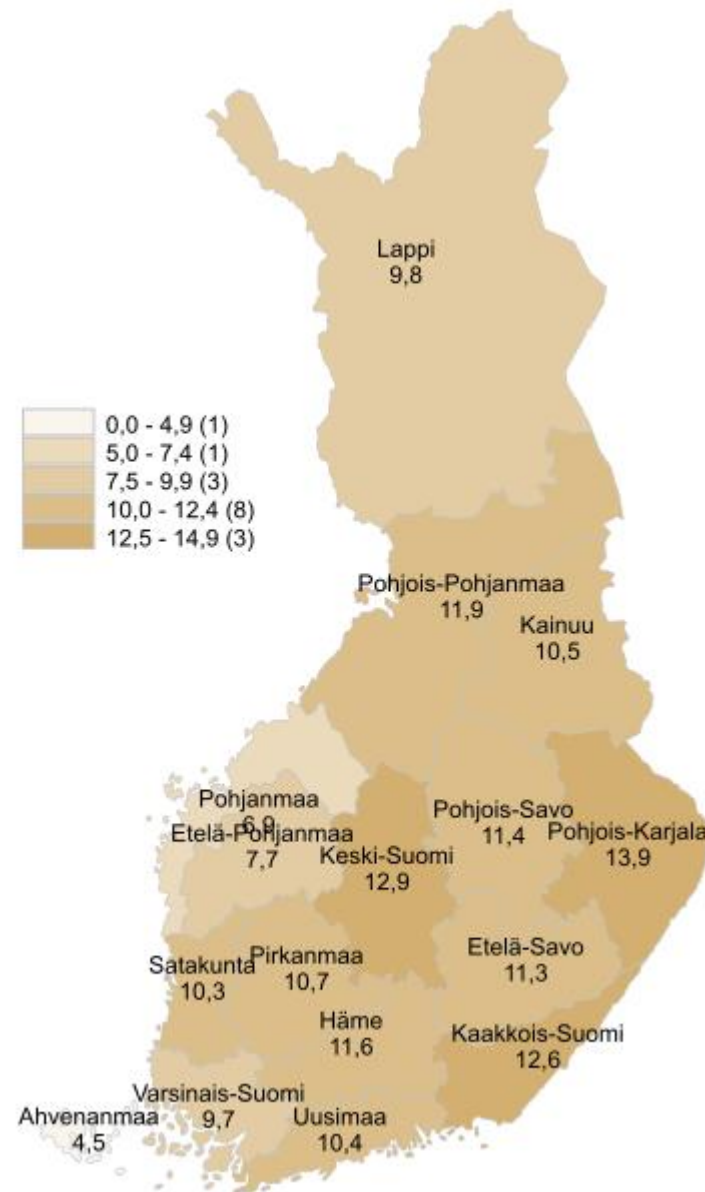 Lappi
9,8
0,0 - 4,9 (1)
5,0 - 7,4 (1)
7,5 - 9,9 (3)
10,0 - 12,4 (8)
12,5 - 14,9 (3)
Pohjois-Pohjanmaa
11,9
Kainuu
10,5
Pohjanmaa
6,9
Etelä-Pohjanmaa
7,7
Keski-Suomi
12,9
Pohjois-Savo
11,4
Pohjois-Karjala
13,9
Satakunta
10,3
Pirkanmaa
10,7
Etelä-Savo
11,3
Häme
11,6
Kaakkois-Suomi
12,6
Ahvenanmaa
4,5
Varsinais-Suomi
9,7
Uusimaa
10,4